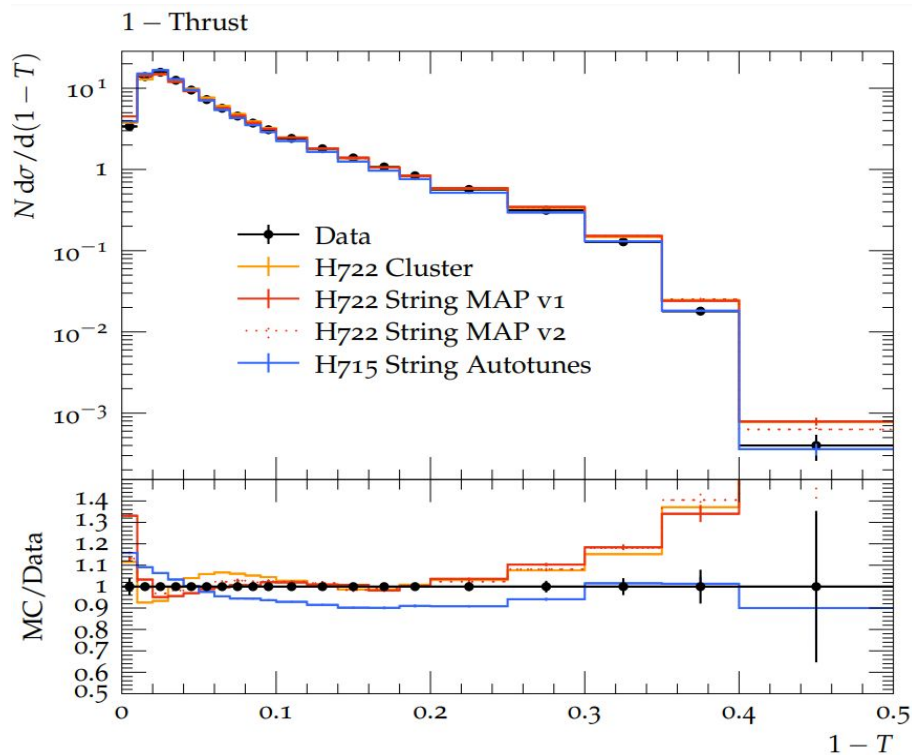 1 − Thrust
N dσ/d(1 − T)
10^1
1
10^−1
10^−2
10^−3
Data
H722 Cluster
H722 String MAP v1
H722 String MAP v2
H715 String Autotunes
MC/Data
1.4
1.3
1.2
1.1
1
0.9
0.8
0.7
0.6
0.5
0 0.1 0.2 0.3 0.4 0.5
1 − T